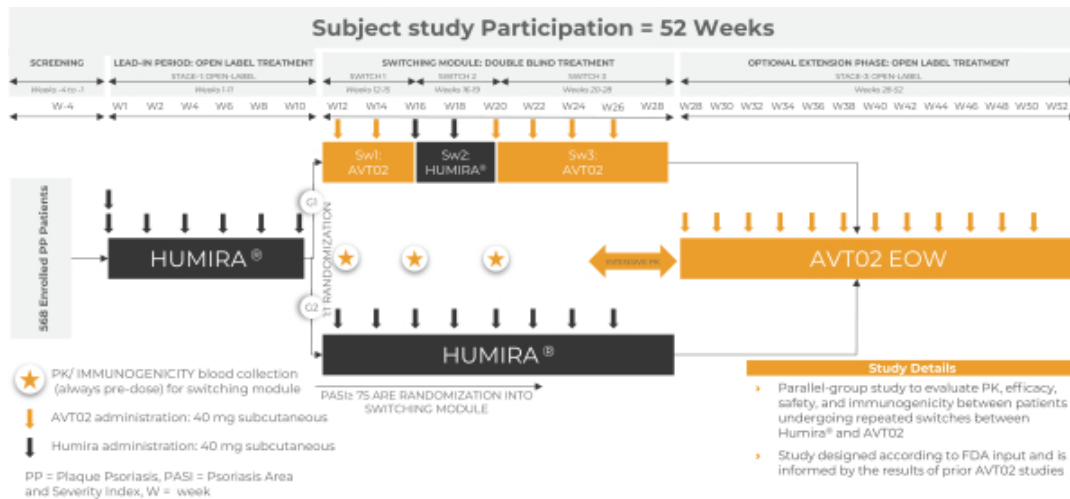 Subject study Participation = 52 Weeks
SCREENING
Weeks -4 to -1
W-4
LEAD-IN PERIOD: OPEN LABEL TREATMENT
STAGE-1: OPEN-LABEL
Weeks 1-11
W1 W2 W4 W6 W8 W10
SWITCHING MODULE: DOUBLE BLIND TREATMENT
SWITCH 1 SWITCH 2 SWITCH 3
Weeks 12-15 Weeks 16-19 Weeks 20-28
W12 W14 W16 W18 W20 W22 W24 W26 W28
OPTIONAL EXTENSION PHASE: OPEN LABEL TREATMENT
STAGE-3: OPEN-LABEL
Weeks 28-52
W28 W30 W32 W34 W36 W38 W40 W42 W44 W46 W48 W50 W52
568 Enrolled PP Patients
HUMIRA®
G1
G2
1:1 RANDOMIZATION
Sw1:
AVT02
Sw2:
HUMIRA®
Sw3:
AVT02
INTENSIVE PK
AVT02 EOW
HUMIRA®
PASI≥ 75 ARE RANDOMIZATION INTO
SWITCHING MODULE
PK/ IMMUNOGENICITY blood collection
(always pre-dose) for switching module
AVT02 administration: 40 mg subcutaneous
Humira administration: 40 mg subcutaneous
PP = Plaque Psoriasis, PASI = Psoriasis Area
and Severity Index, W = week
Study Details
› Parallel-group study to evaluate PK, efficacy,
safety, and immunogenicity between patients
undergoing repeated switches between
Humira® and AVT02
› Study designed according to FDA input and is
informed by the results of prior AVT02 studies